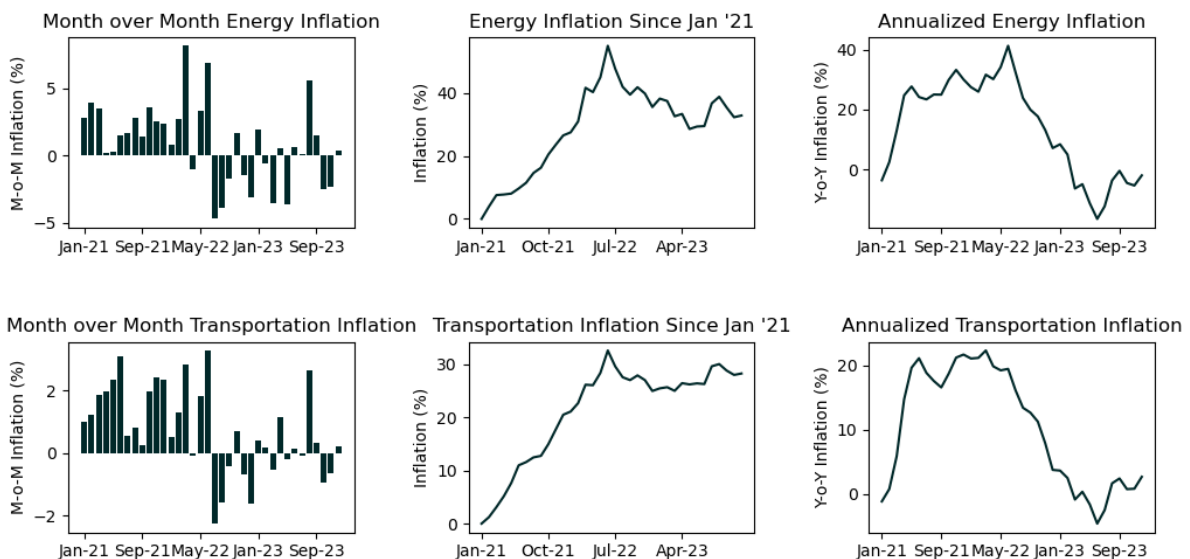 Month over Month Energy Inflation
M-o-M Inflation (%)
5
0
−5
Jan-21 Sep-21 May-22 Jan-23 Sep-23
Energy Inflation Since Jan '21
Inflation (%)
40
20
0
Jan-21 Oct-21 Jul-22 Apr-23
Annualized Energy Inflation
Y-o-Y Inflation (%)
40
20
0
Jan-21 Sep-21 May-22 Jan-23 Sep-23
Month over Month Transportation Inflation
M-o-M Inflation (%)
2
0
−2
Jan-21 Sep-21 May-22 Jan-23 Sep-23
Transportation Inflation Since Jan '21
Inflation (%)
30
20
10
0
Jan-21 Oct-21 Jul-22 Apr-23
Annualized Transportation Inflation
Y-o-Y Inflation (%)
20
10
0
Jan-21 Sep-21 May-22 Jan-23 Sep-23